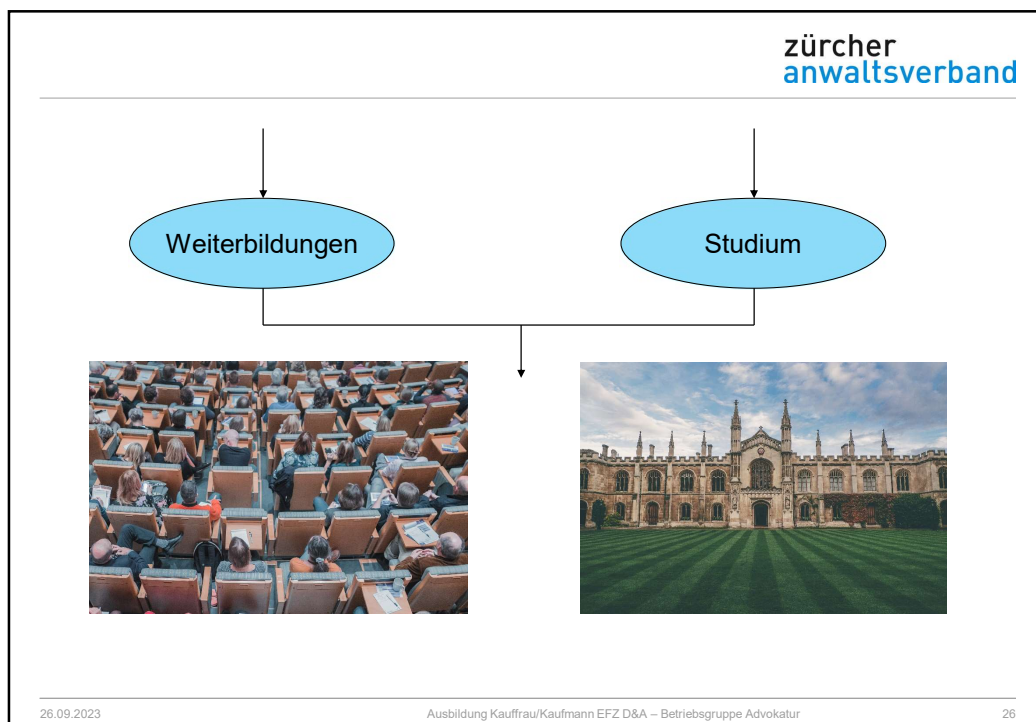 zürcher
anwaltsverband
Weiterbildungen
Studium
26.09.2023
Ausbildung Kauffrau/Kaufmann EFZ D&A – Betriebsgruppe Advokatur
26